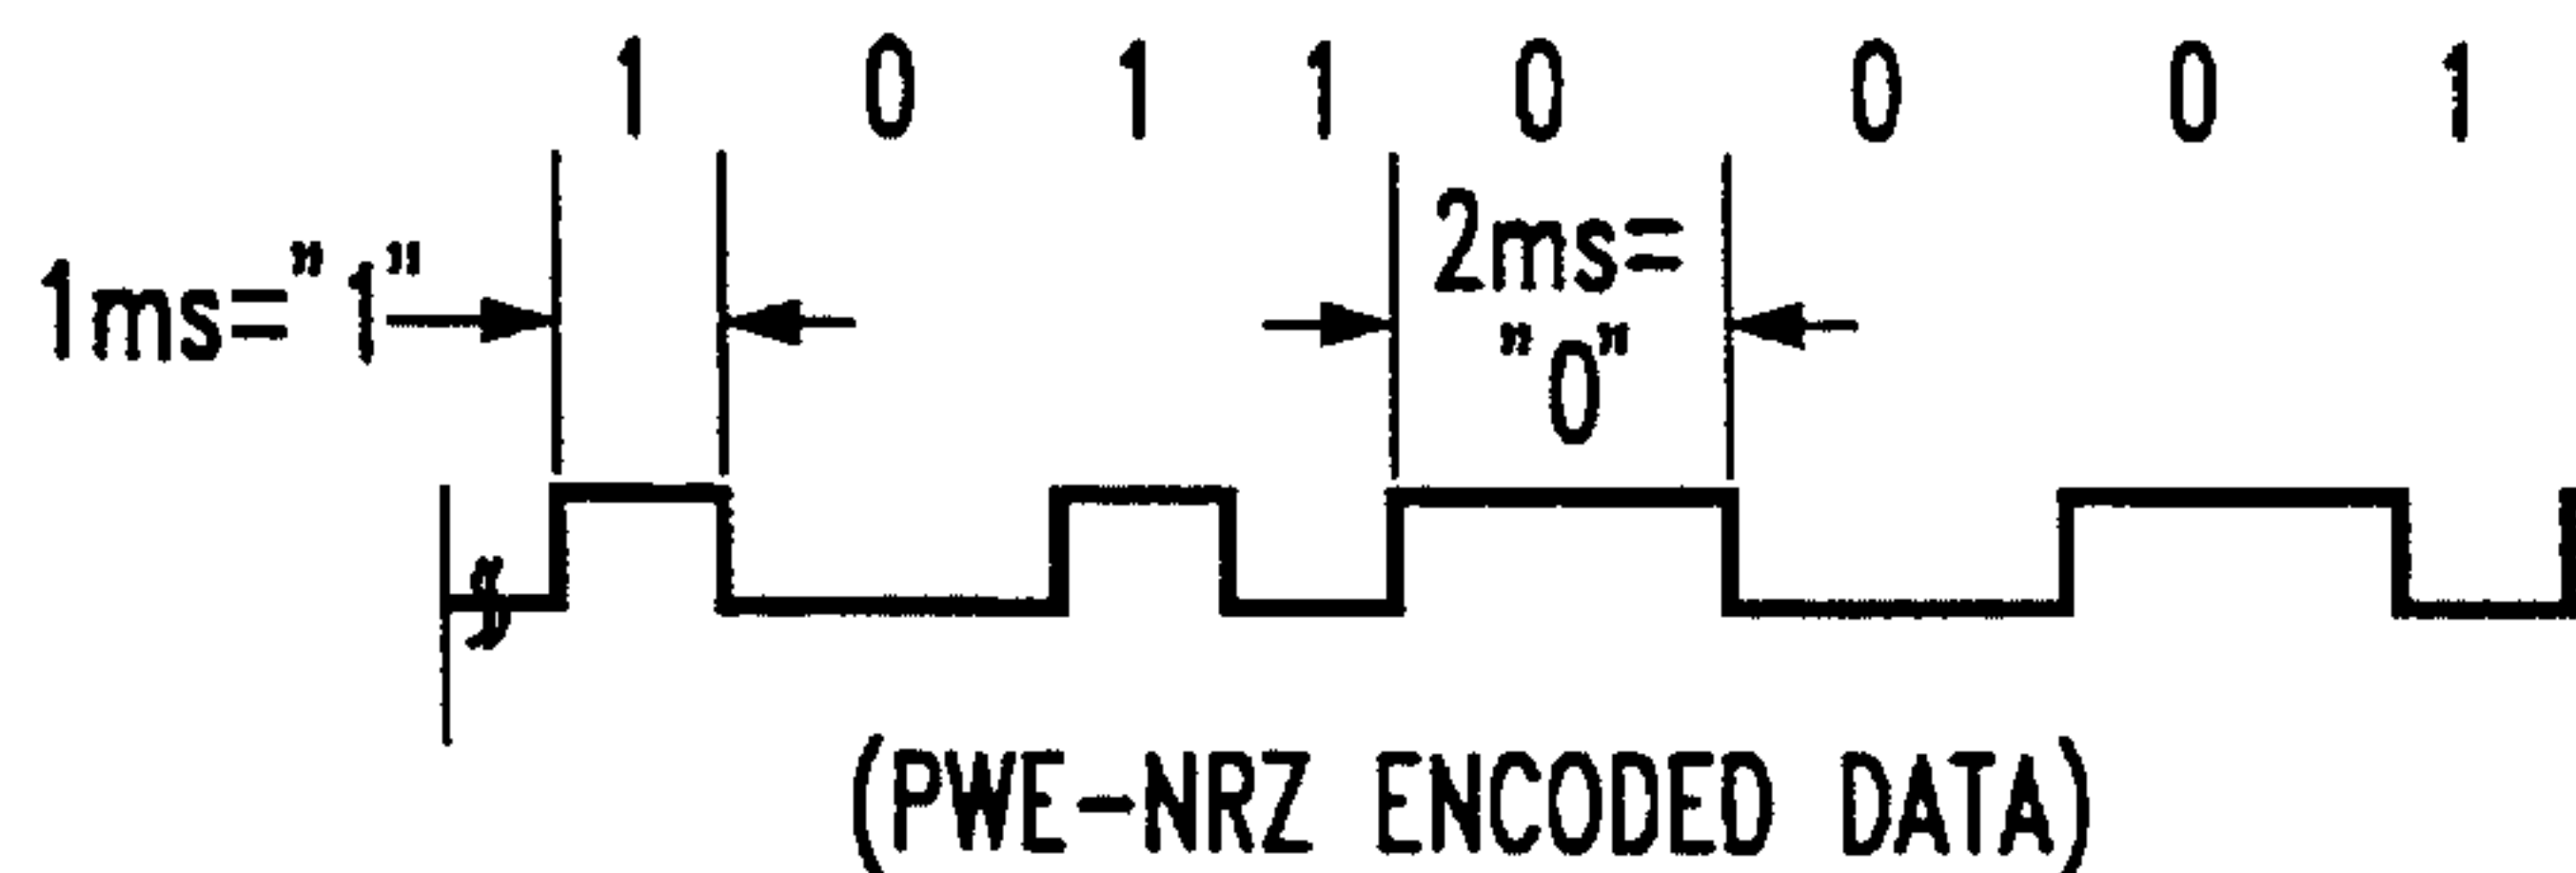 1 0 1 1 0 0 0 1
1ms="1"
2ms=
"0"
(PWE-NRZ ENCODED DATA)